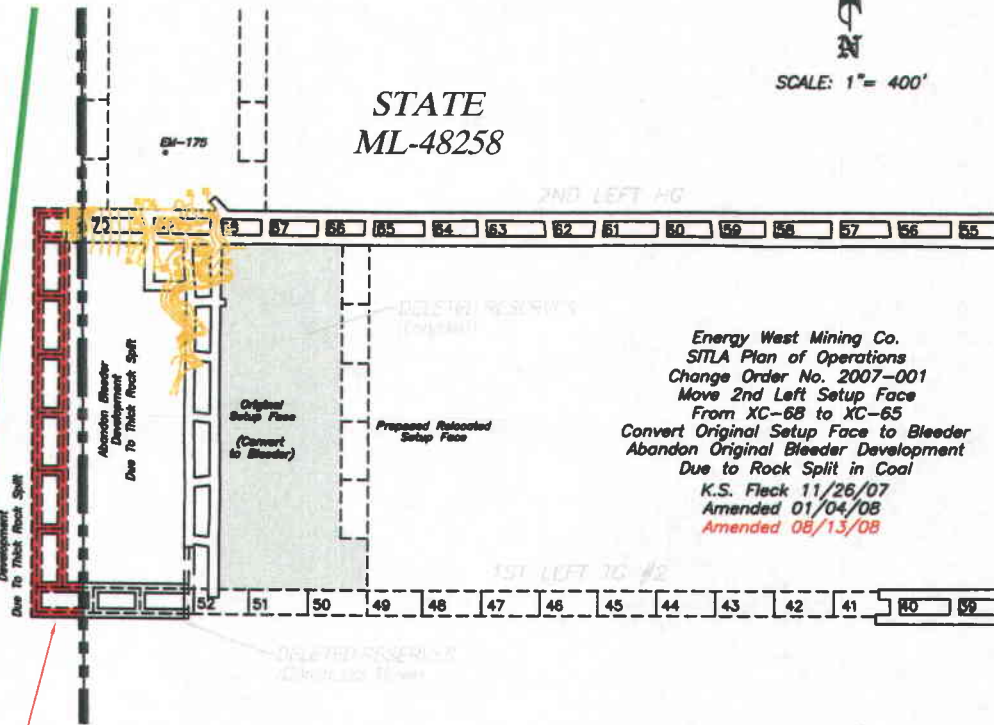 N
SCALE: 1"= 400'
STATE
ML-48258
EM-175
2ND LEFT HG
67 66 65 64 63 62 61 60 59 58 57 56 55
DELETED RESERVES
Abandon Bleeder
Development
Due To Thick Rock Split
Original
Setup Face
(Convert
to Bleeder)
Proposed Relocated
Setup Face
Energy West Mining Co.
SITLA Plan of Operations
Change Order No. 2007-001
Move 2nd Left Setup Face
From XC-68 to XC-65
Convert Original Setup Face to Bleeder
Abandon Original Bleeder Development
Due to Rock Split in Coal
K.S. Fleck 11/26/07
Amended 01/04/08
Amended 08/13/08
Development
Due To Thick Rock Split
1ST LEFT TG #2
52 51 50 49 48 47 46 45 44 43 42 41 40 39
DELETED RESERVES